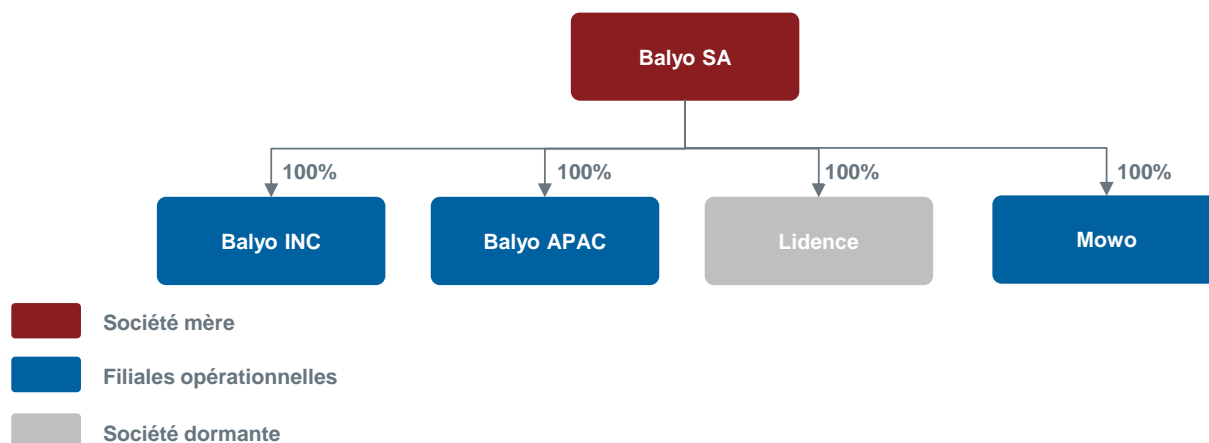 Balyo SA
100%
100%
100%
100%
Balyo INC
Balyo APAC
Lidence
Mowo
Société mère
Filiales opérationnelles
Société dormante